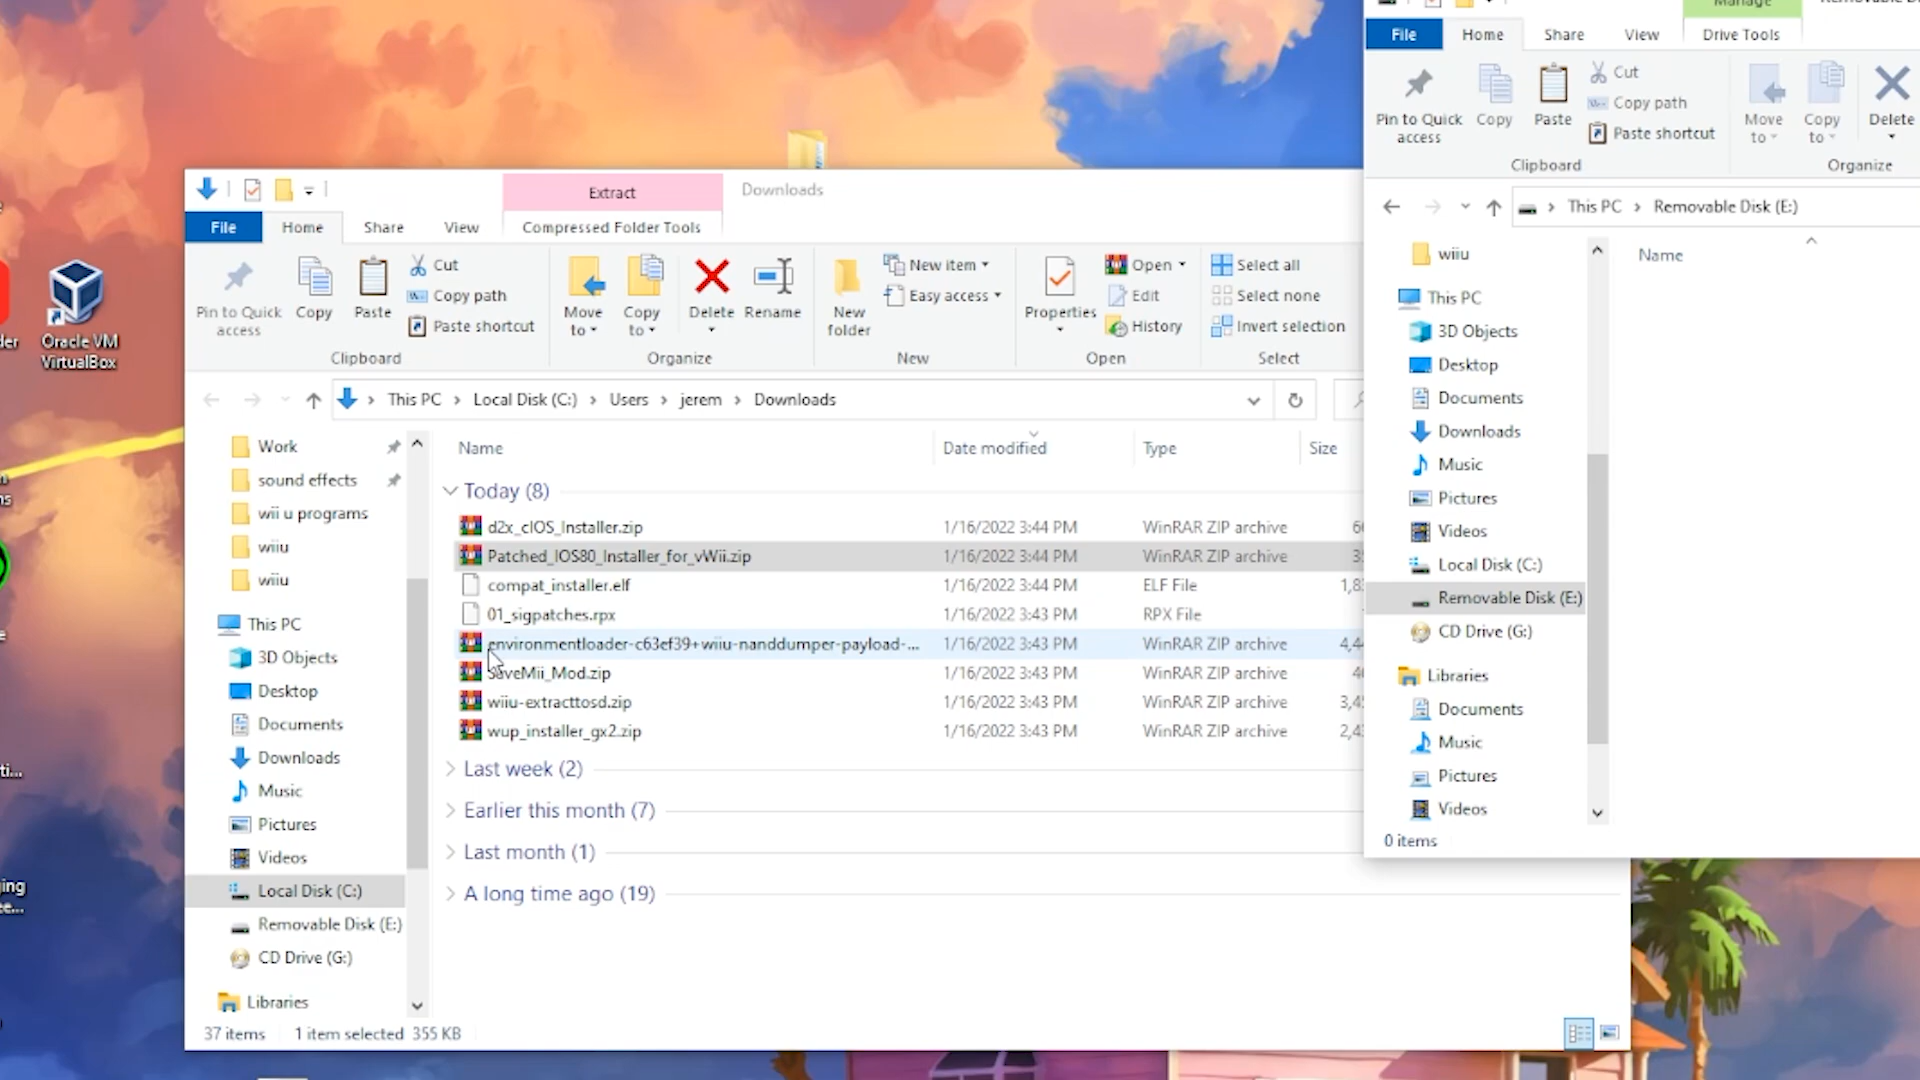 Oracle VM
VirtualBox
Extract
Downloads
File
Home
Share
View
Compressed Folder Tools
Pin to Quick
access
Copy
Paste
Cut
Copy path
Paste shortcut
Clipboard
Move
to
Copy
to
Delete
Rename
Organize
New
folder
New item
Easy access
New
Properties
Open
Edit
History
Open
Select all
Select none
Invert selection
Select
This PC > Local Disk (C:) > Users > jerem > Downloads
Work
sound effects
wii u programs
wiiu
wiiu
This PC
3D Objects
Desktop
Documents
Downloads
Music
Pictures
Videos
Local Disk (C:)
Removable Disk (E:)
CD Drive (G:)
Libraries
Name Date modified Type Size
Today (8)
d2x_cIOS_Installer.zip 1/16/2022 3:44 PM WinRAR ZIP archive
Patched_IOS80_Installer_for_vWii.zip 1/16/2022 3:44 PM WinRAR ZIP archive
compat_installer.elf 1/16/2022 3:44 PM ELF File
01_sigpatches.rpx 1/16/2022 3:43 PM RPX File
environmentloader-c63ef39+wiiu-nanddumper-payload-... 1/16/2022 3:43 PM WinRAR ZIP archive
SaveMii_Mod.zip 1/16/2022 3:43 PM WinRAR ZIP archive
wiiu-extracttosd.zip 1/16/2022 3:43 PM WinRAR ZIP archive
wup_installer_gx2.zip 1/16/2022 3:43 PM WinRAR ZIP archive
Last week (2)
Earlier this month (7)
Last month (1)
A long time ago (19)
37 items 1 item selected 355 KB
Manage
File
Home
Share
View
Drive Tools
Pin to Quick
access
Copy
Paste
Cut
Copy path
Paste shortcut
Clipboard
Move
to
Copy
to
Delete
Organize
This PC > Removable Disk (E:)
Name
wiiu
This PC
3D Objects
Desktop
Documents
Downloads
Music
Pictures
Videos
Local Disk (C:)
Removable Disk (E:)
CD Drive (G:)
Libraries
Documents
Music
Pictures
Videos
0 items